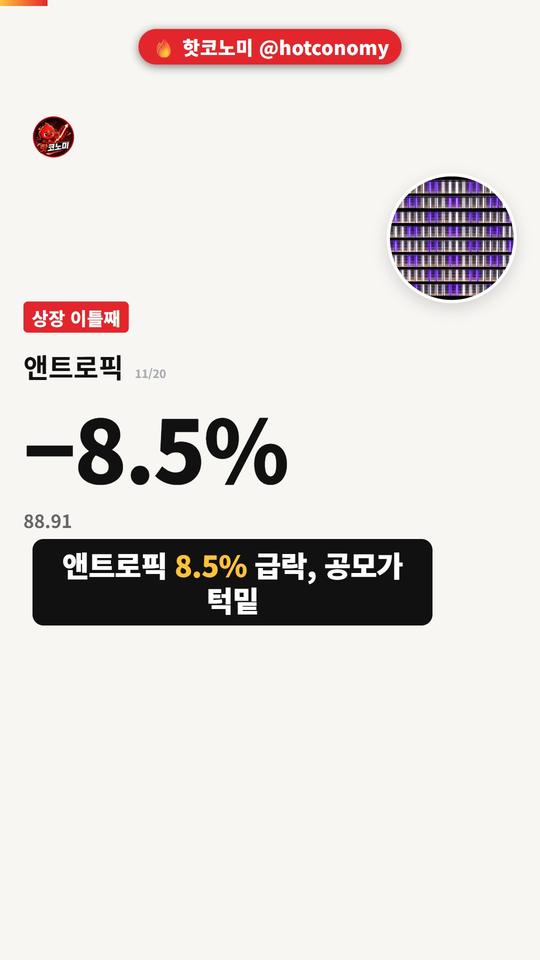 핫코노미 @hotconomy
핫코노미
상장 이틀째
앤트로픽 11/20
−8.5%
88.91
앤트로픽 8.5% 급락, 공모가
턱밑